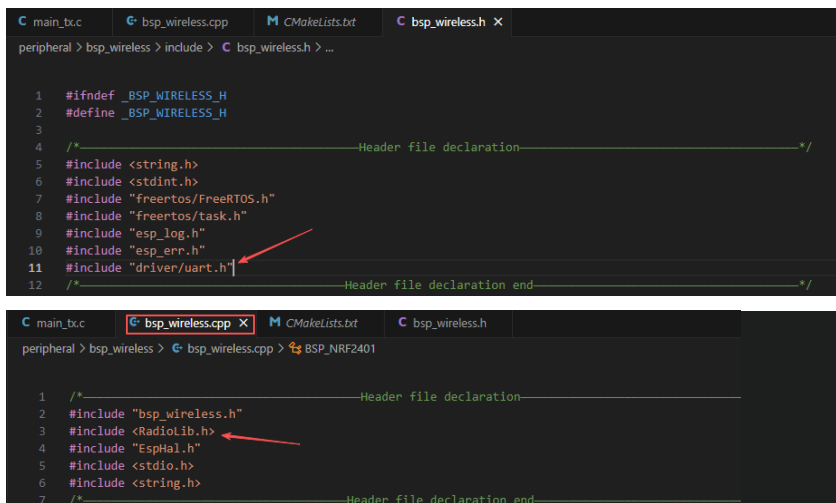 C main_tx.c G bsp_wireless.cpp M CMakeLists.txt C bsp_wireless.h ×
peripheral > bsp_wireless > include > C bsp_wireless.h > ...
1 #ifndef _BSP_WIRELESS_H
2 #define _BSP_WIRELESS_H
3
4 /*————————————————Header file declaration————————————————*/
5 #include <string.h>
6 #include <stdint.h>
7 #include "freertos/FreeRTOS.h"
8 #include "freertos/task.h"
9 #include "esp_log.h"
10 #include "esp_err.h"
11 #include "driver/uart.h"
12 /*————————————————Header file declaration end————————————————*/
C main_tx.c G bsp_wireless.cpp × M CMakeLists.txt C bsp_wireless.h
peripheral > bsp_wireless > G bsp_wireless.cpp > BSP_NRF2401
1 /*————————————————Header file declaration————————————————
2 #include "bsp_wireless.h"
3 #include <RadioLib.h>
4 #include "EspHal.h"
5 #include <stdio.h>
6 #include <string.h>
7 /*————————————————Header file declaration end————————————————